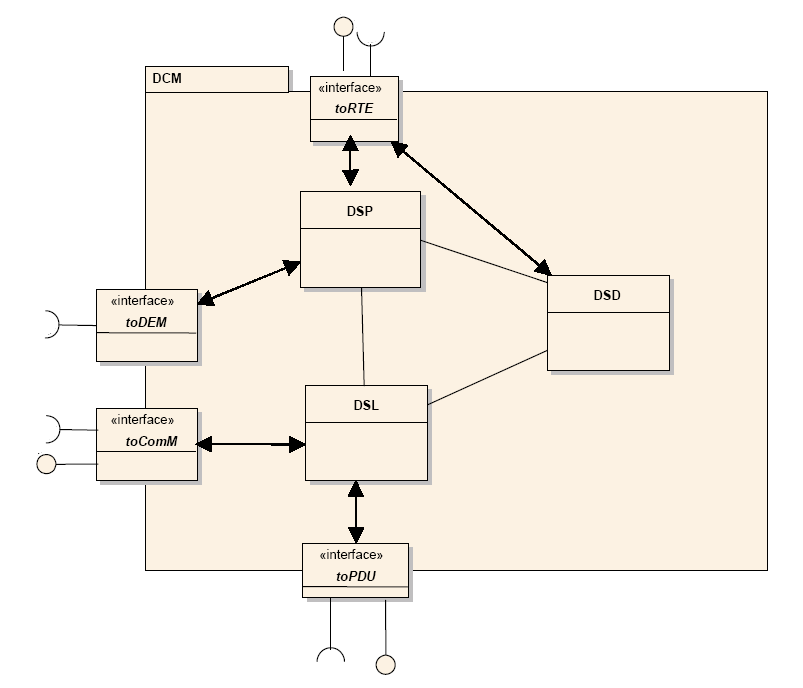 DCM
«interface»
toRTE
DSP
DSD
«interface»
toDEM
DSL
«interface»
toComM
«interface»
toPDU